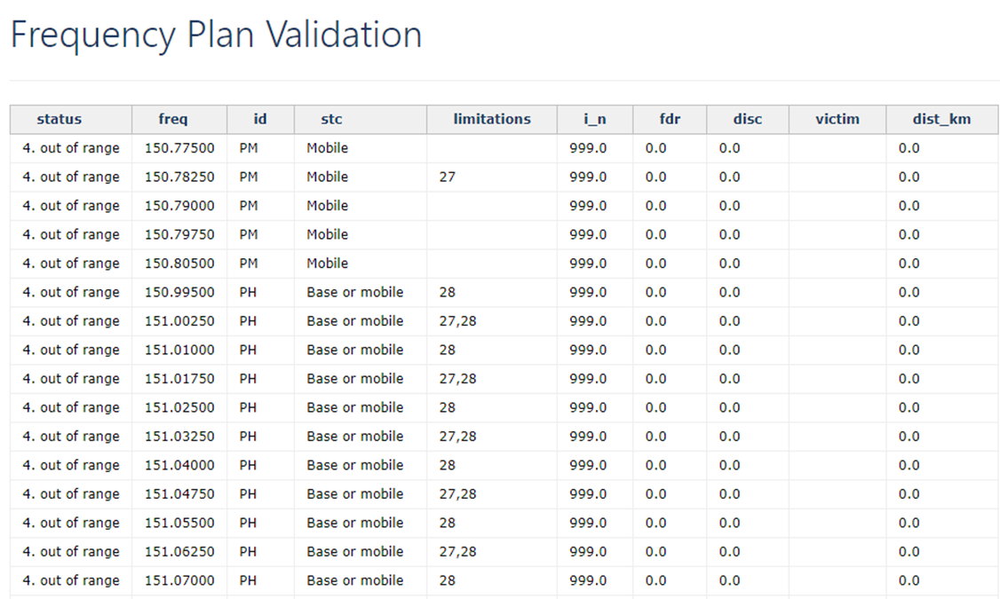 Frequency Plan Validation
status freq id stc limitations i_n fdr disc victim dist_km
4. out of range 150.77500 PM Mobile 999.0 0.0 0.0 0.0
4. out of range 150.78250 PM Mobile 27 999.0 0.0 0.0 0.0
4. out of range 150.79000 PM Mobile 999.0 0.0 0.0 0.0
4. out of range 150.79750 PM Mobile 999.0 0.0 0.0 0.0
4. out of range 150.80500 PM Mobile 999.0 0.0 0.0 0.0
4. out of range 150.99500 PH Base or mobile 28 999.0 0.0 0.0 0.0
4. out of range 151.00250 PH Base or mobile 27,28 999.0 0.0 0.0 0.0
4. out of range 151.01000 PH Base or mobile 28 999.0 0.0 0.0 0.0
4. out of range 151.01750 PH Base or mobile 27,28 999.0 0.0 0.0 0.0
4. out of range 151.02500 PH Base or mobile 28 999.0 0.0 0.0 0.0
4. out of range 151.03250 PH Base or mobile 27,28 999.0 0.0 0.0 0.0
4. out of range 151.04000 PH Base or mobile 28 999.0 0.0 0.0 0.0
4. out of range 151.04750 PH Base or mobile 27,28 999.0 0.0 0.0 0.0
4. out of range 151.05500 PH Base or mobile 28 999.0 0.0 0.0 0.0
4. out of range 151.06250 PH Base or mobile 27,28 999.0 0.0 0.0 0.0
4. out of range 151.07000 PH Base or mobile 28 999.0 0.0 0.0 0.0